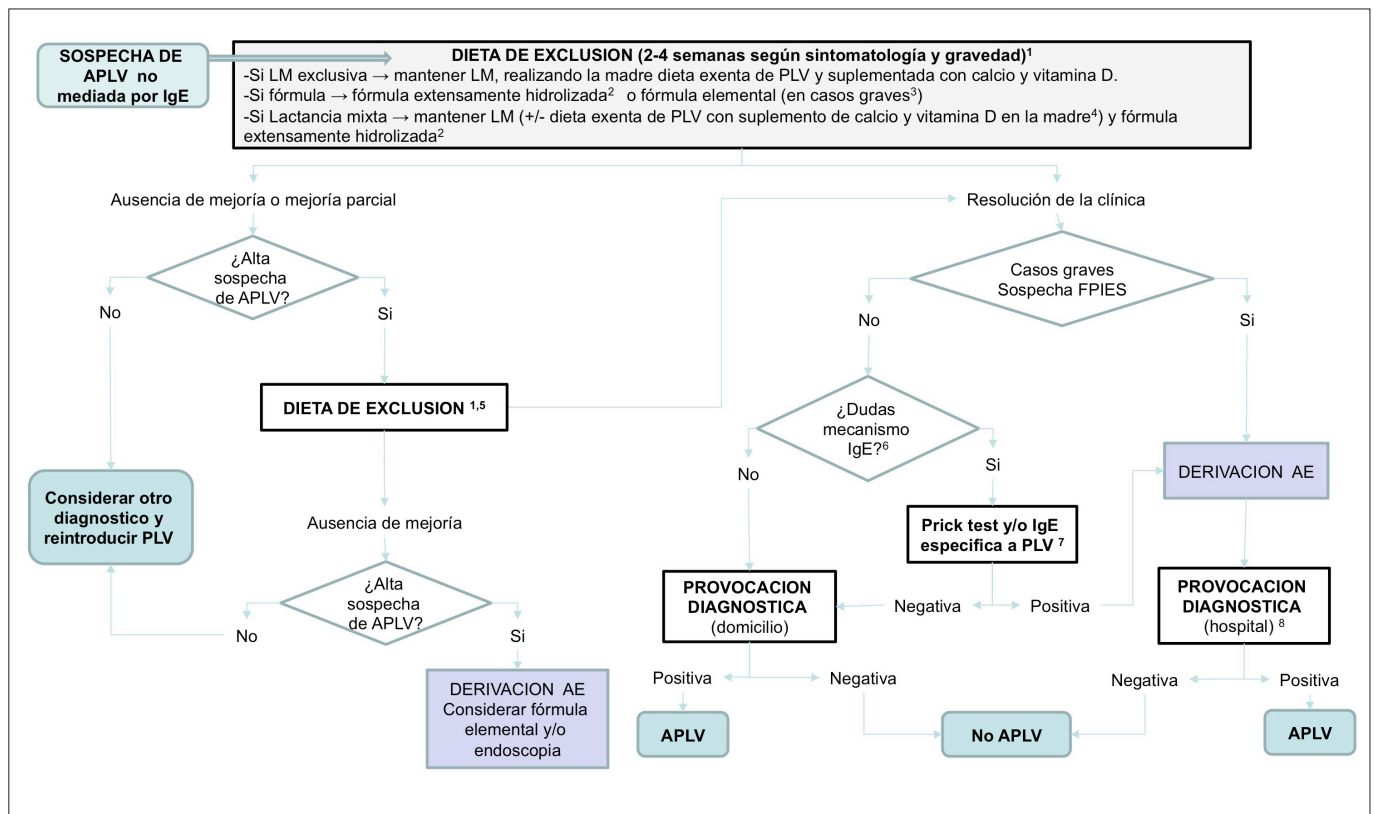 SOSPECHA DE
APLV no
mediada por IgE
DIETA DE EXCLUSION (2-4 semanas según sintomatología y gravedad)¹
-Si LM exclusiva → mantener LM, realizando la madre dieta exenta de PLV y suplementada con calcio y vitamina D.
-Si fórmula → fórmula extensamente hidrolizada² o fórmula elemental (en casos graves³)
-Si Lactancia mixta → mantener LM (+/- dieta exenta de PLV con suplemento de calcio y vitamina D en la madre⁴) y fórmula
extensamente hidrolizada²
Ausencia de mejoría o mejoría parcial
Resolución de la clínica
¿Alta
sospecha
de APLV?
No
Si
Casos graves
Sospecha FPIES
No
Si
DIETA DE EXCLUSION ¹,⁵
¿Dudas
mecanismo
IgE?⁶
No
Si
Considerar otro
diagnostico y
reintroducir PLV
Ausencia de mejoría
Prick test y/o IgE
especifica a PLV ⁷
DERIVACION AE
¿Alta
sospecha
de APLV?
No
Si
PROVOCACION
DIAGNOSTICA
(domicilio)
Negativa
Positiva
PROVOCACION
DIAGNOSTICA
(hospital) ⁸
DERIVACION AE
Considerar fórmula
elemental y/o
endoscopia
Positiva
Negativa
Negativa
Positiva
APLV
No APLV
APLV